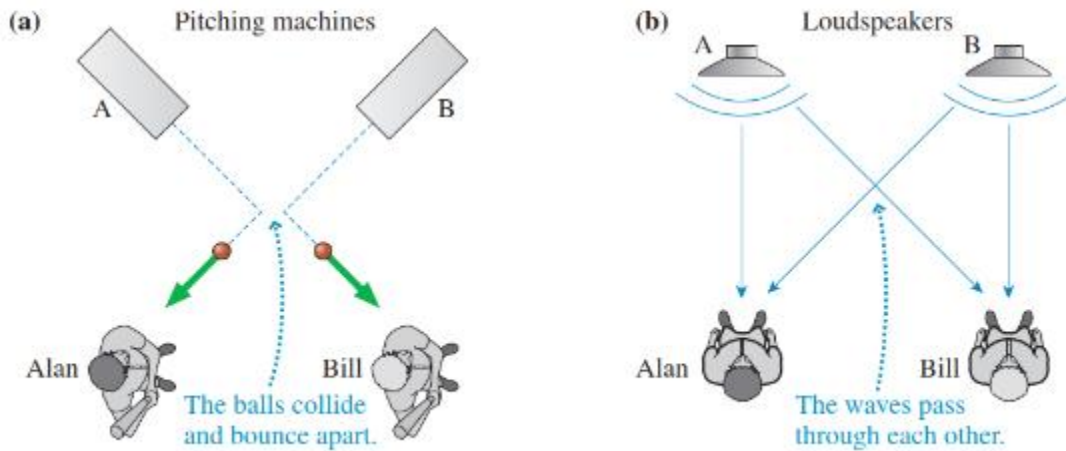 (a) Pitching machines
A
B
Alan
Bill
The balls collide
and bounce apart.
(b) Loudspeakers
A
B
Alan
Bill
The waves pass
through each other.